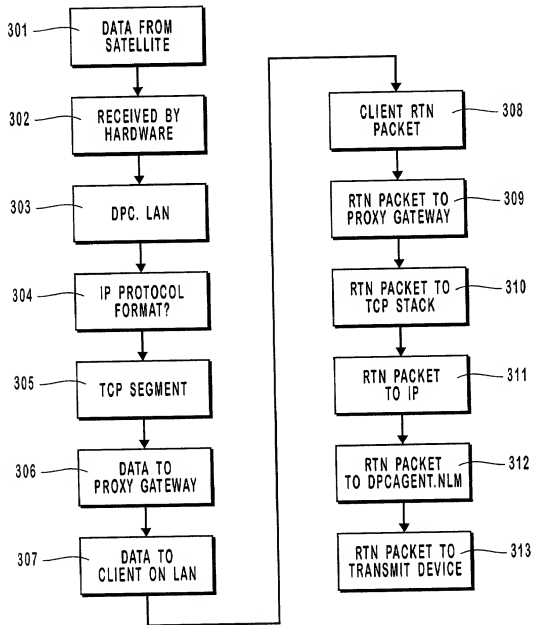 301
DATA FROM
SATELLITE
302
RECEIVED BY
HARDWARE
303
DPC. LAN
304
IP PROTOCOL
FORMAT?
305
TCP SEGMENT
306
DATA TO
PROXY GATEWAY
307
DATA TO
CLIENT ON LAN
CLIENT RTN
PACKET
308
RTN PACKET TO
PROXY GATEWAY
309
RTN PACKET TO
TCP STACK
310
RTN PACKET
TO IP
311
RTN PACKET
TO DPCAGENT.NLM
312
RTN PACKET TO
TRANSMIT DEVICE
313